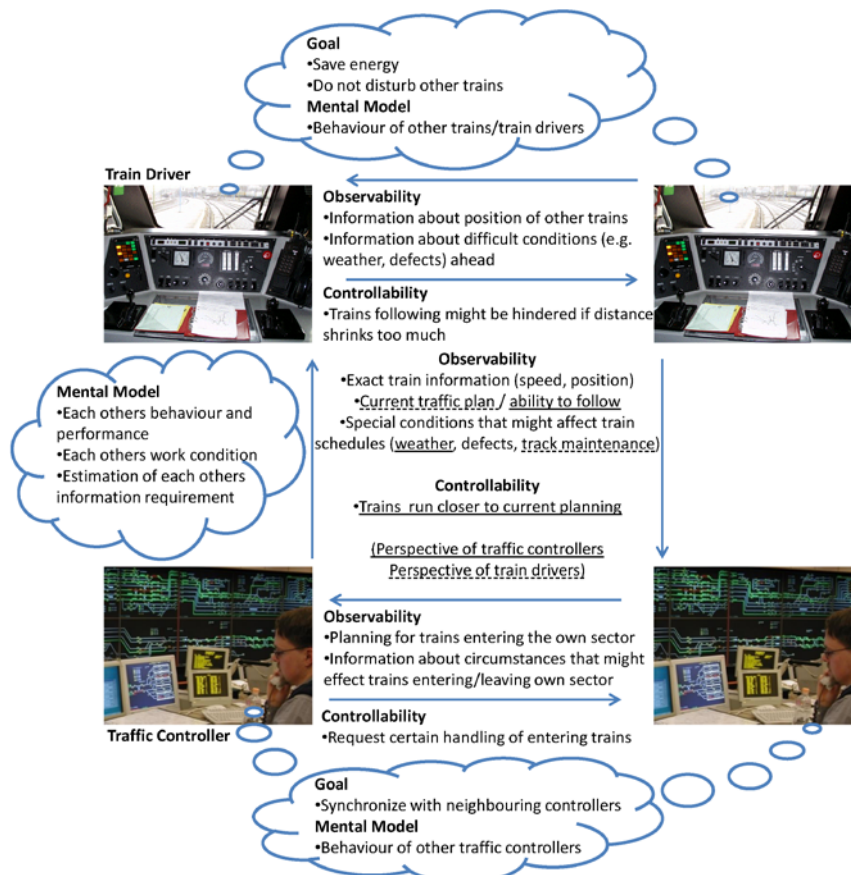 Goal
•Save energy
•Do not disturb other trains
Mental Model
•Behaviour of other trains/train drivers
Train Driver
Observability
•Information about position of other trains
•Information about difficult conditions (e.g.
weather, defects) ahead
Controllability
•Trains following might be hindered if distance
shrinks too much
Observability
•Exact train information (speed, position)
•Current traffic plan / ability to follow
•Special conditions that might affect train
schedules (weather, defects, track maintenance)
Mental Model
•Each others behaviour and
performance
•Each others work condition
•Estimation of each others
information requirement
Controllability
•Trains run closer to current planning
(Perspective of traffic controllers
Perspective of train drivers)
Observability
•Planning for trains entering the own sector
•Information about circumstances that might
effect trains entering/leaving own sector
Controllability
•Request certain handling of entering trains
Traffic Controller
Goal
•Synchronize with neighbouring controllers
Mental Model
•Behaviour of other traffic controllers